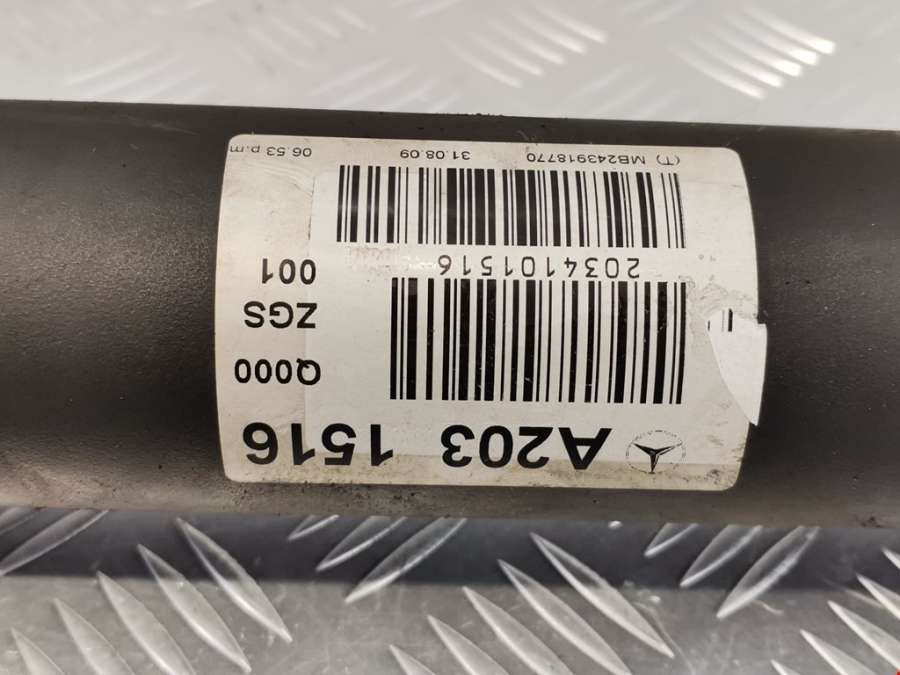 A203 1516
Q000
ZGS
001
2034101516
(T) MB243918770 31.08.09 06.53 p.m